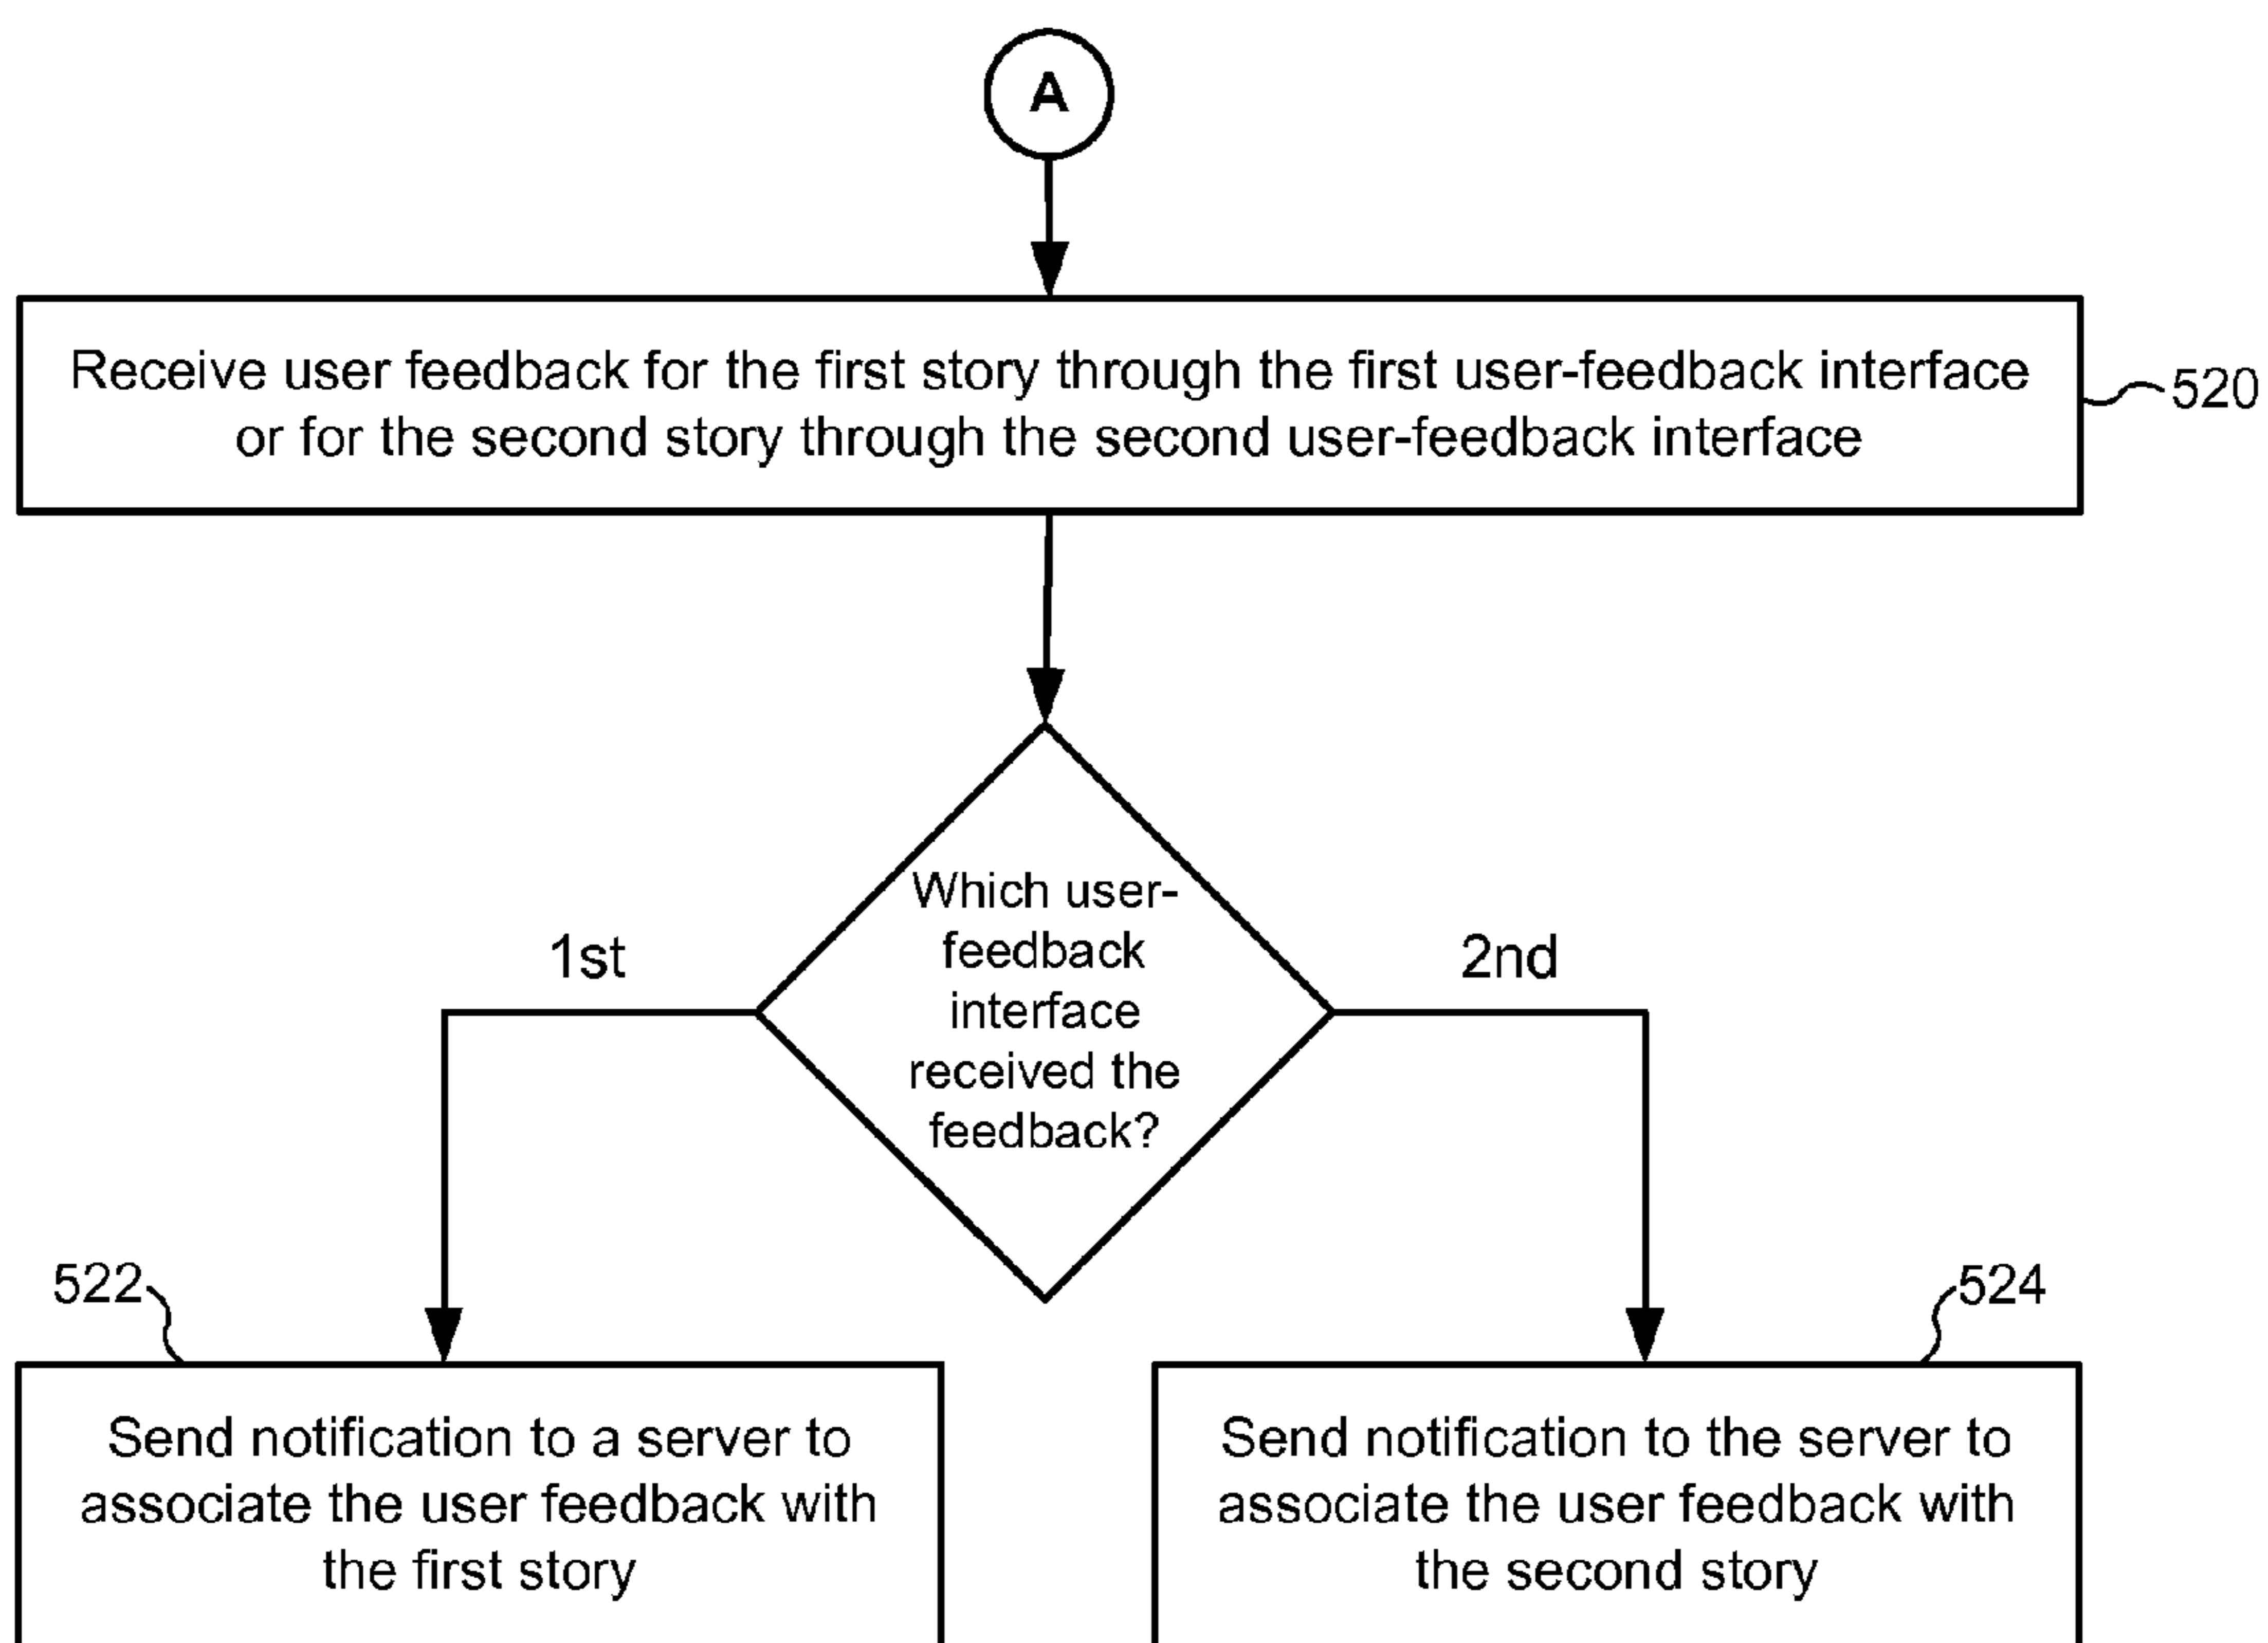 A
Receive user feedback for the first story through the first user-feedback interface
or for the second story through the second user-feedback interface
520
Which user-
feedback
interface
received the
feedback?
1st
2nd
522
524
Send notification to a server to
associate the user feedback with
the first story
Send notification to the server to
associate the user feedback with
the second story